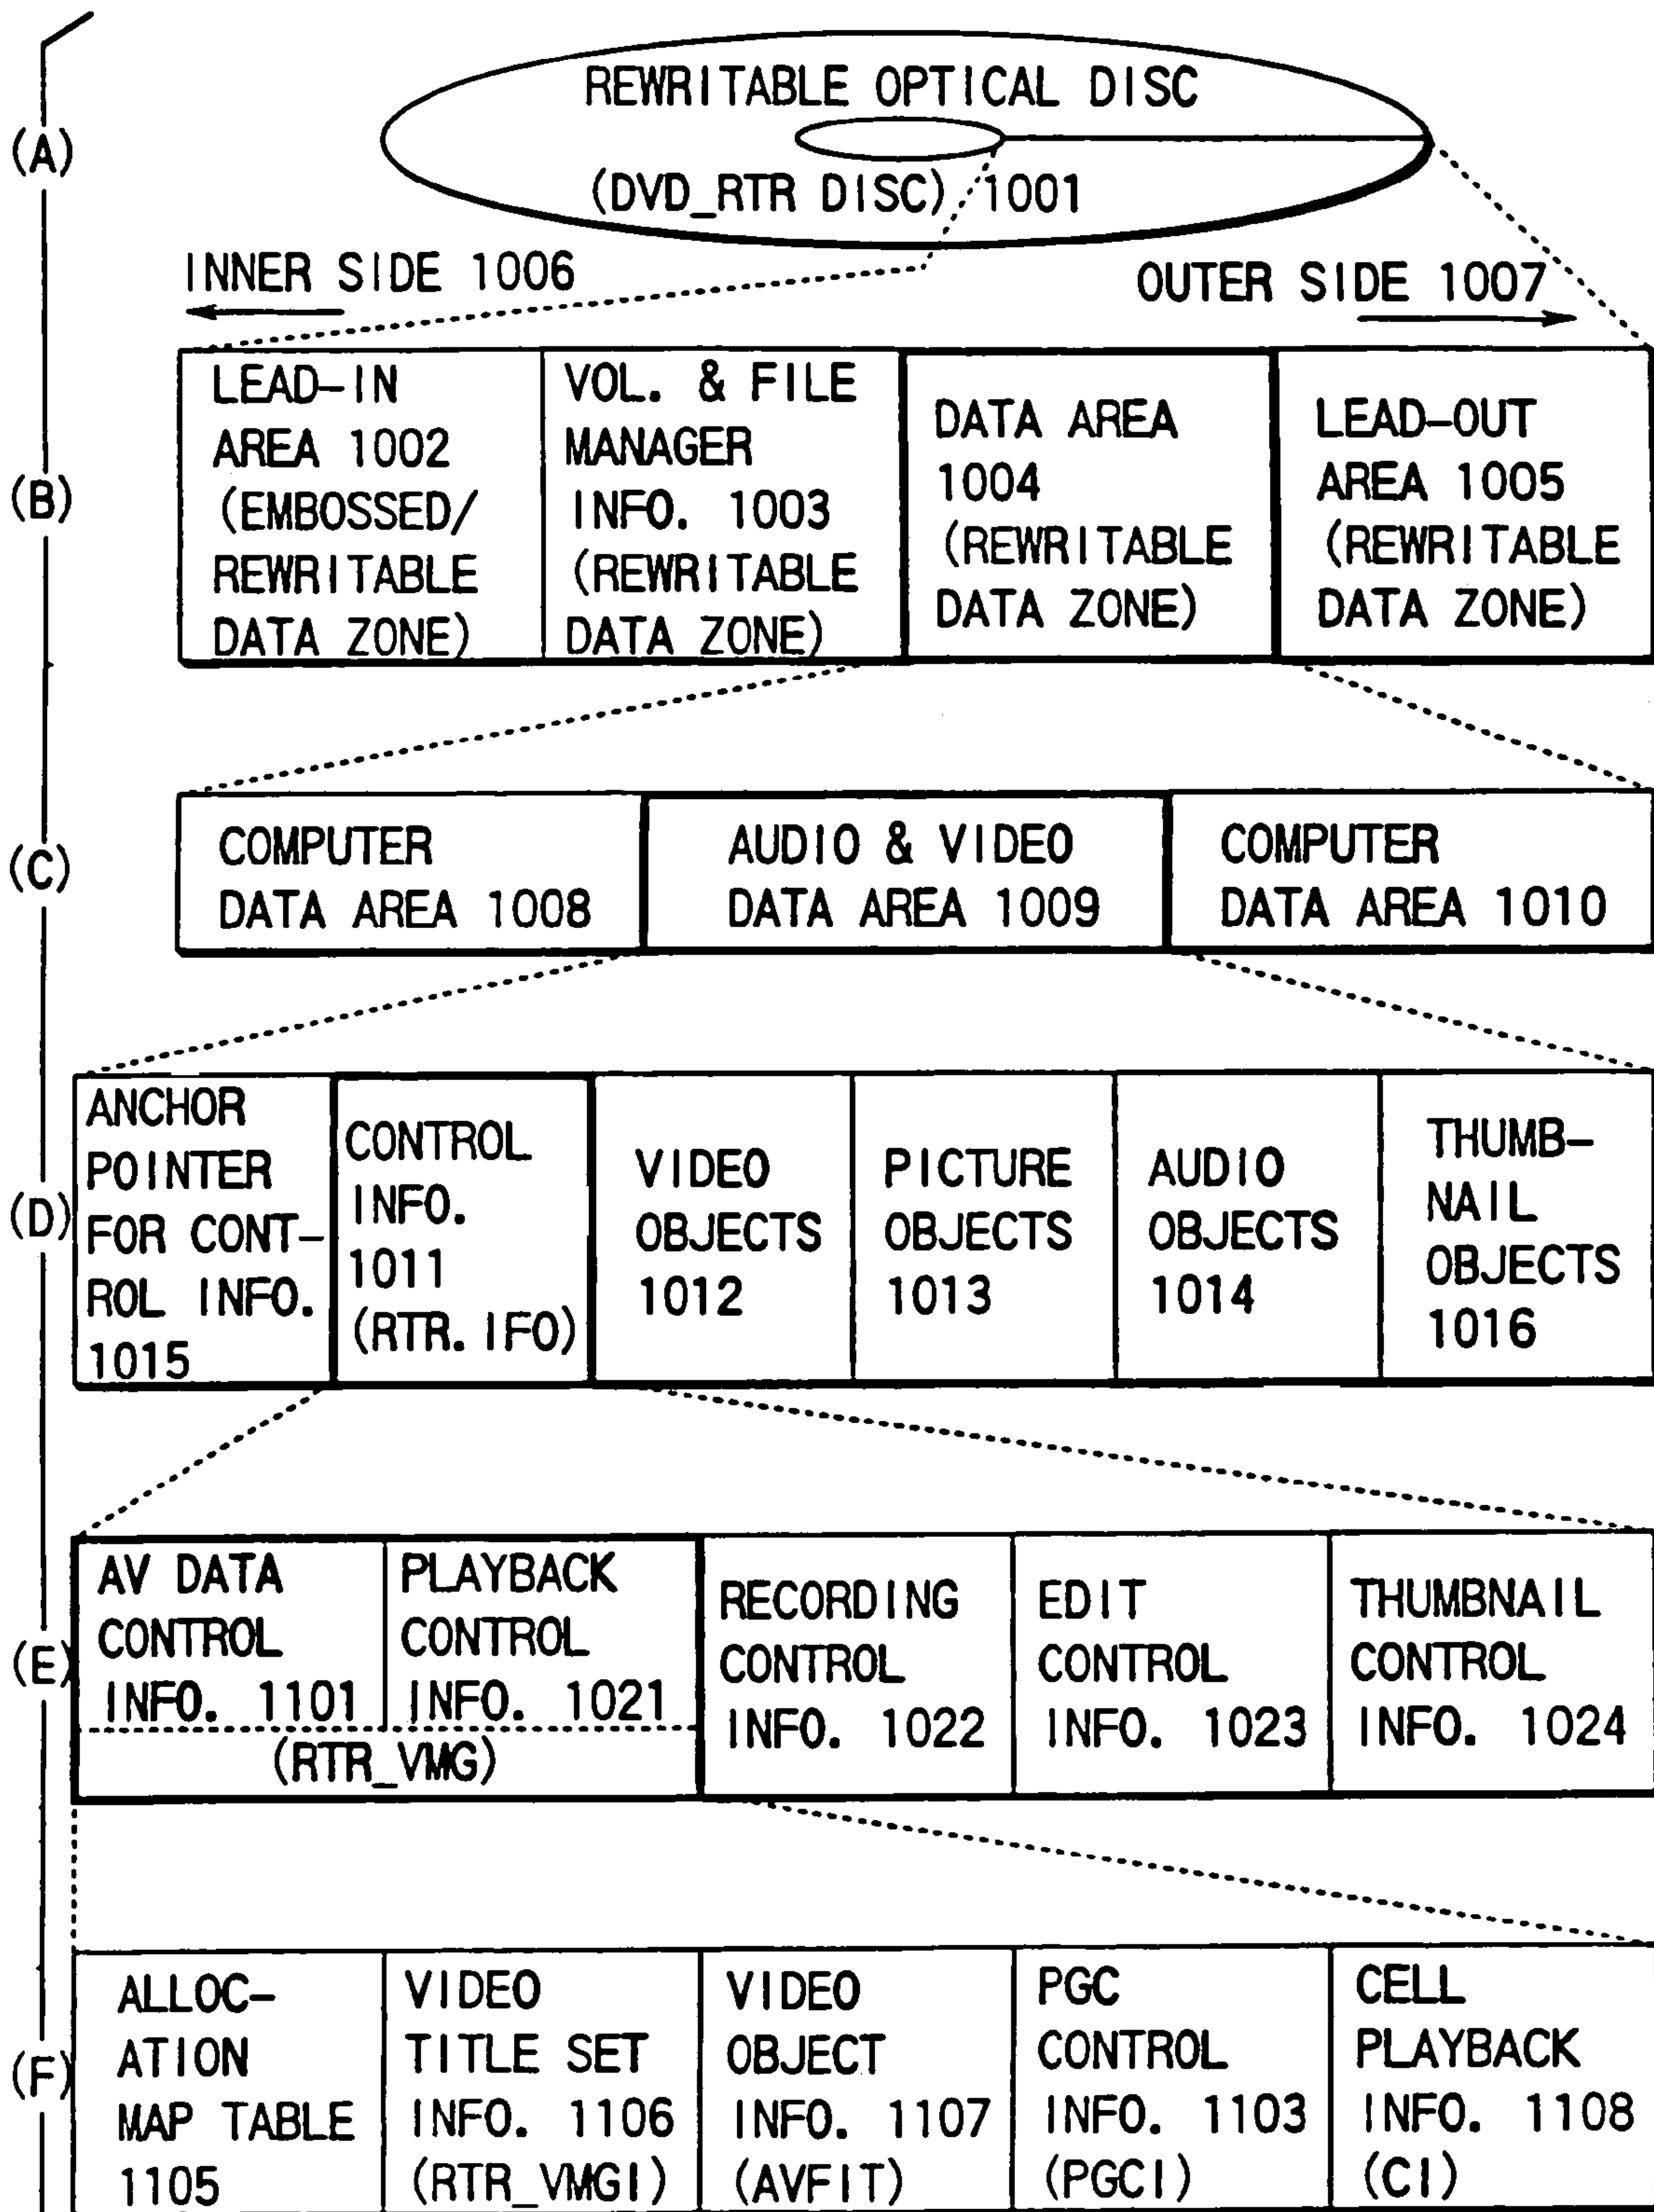 (A)
REWRITABLE OPTICAL DISC
(DVD_RTR DISC) 1001
INNER SIDE 1006
OUTER SIDE 1007
(B)
LEAD-IN
AREA 1002
(EMBOSSED/
REWRITABLE
DATA ZONE)
VOL. & FILE
MANAGER
INFO. 1003
(REWRITABLE
DATA ZONE)
DATA AREA
1004
(REWRITABLE
DATA ZONE)
LEAD-OUT
AREA 1005
(REWRITABLE
DATA ZONE)
(C)
COMPUTER
DATA AREA 1008
AUDIO & VIDEO
DATA AREA 1009
COMPUTER
DATA AREA 1010
(D)
ANCHOR
POINTER
FOR CONT-
ROL INFO.
1015
CONTROL
INFO.
1011
(RTR.IFO)
VIDEO
OBJECTS
1012
PICTURE
OBJECTS
1013
AUDIO
OBJECTS
1014
THUMB-
NAIL
OBJECTS
1016
(E)
AV DATA
CONTROL
INFO. 1101
PLAYBACK
CONTROL
INFO. 1021
(RTR_VMG)
RECORDING
CONTROL
INFO. 1022
EDIT
CONTROL
INFO. 1023
THUMBNAIL
CONTROL
INFO. 1024
(F)
ALLOC-
ATION
MAP TABLE
1105
VIDEO
TITLE SET
INFO. 1106
(RTR_VMGI)
VIDEO
OBJECT
INFO. 1107
(AVFIT)
PGC
CONTROL
INFO. 1103
(PGCI)
CELL
PLAYBACK
INFO. 1108
(CI)